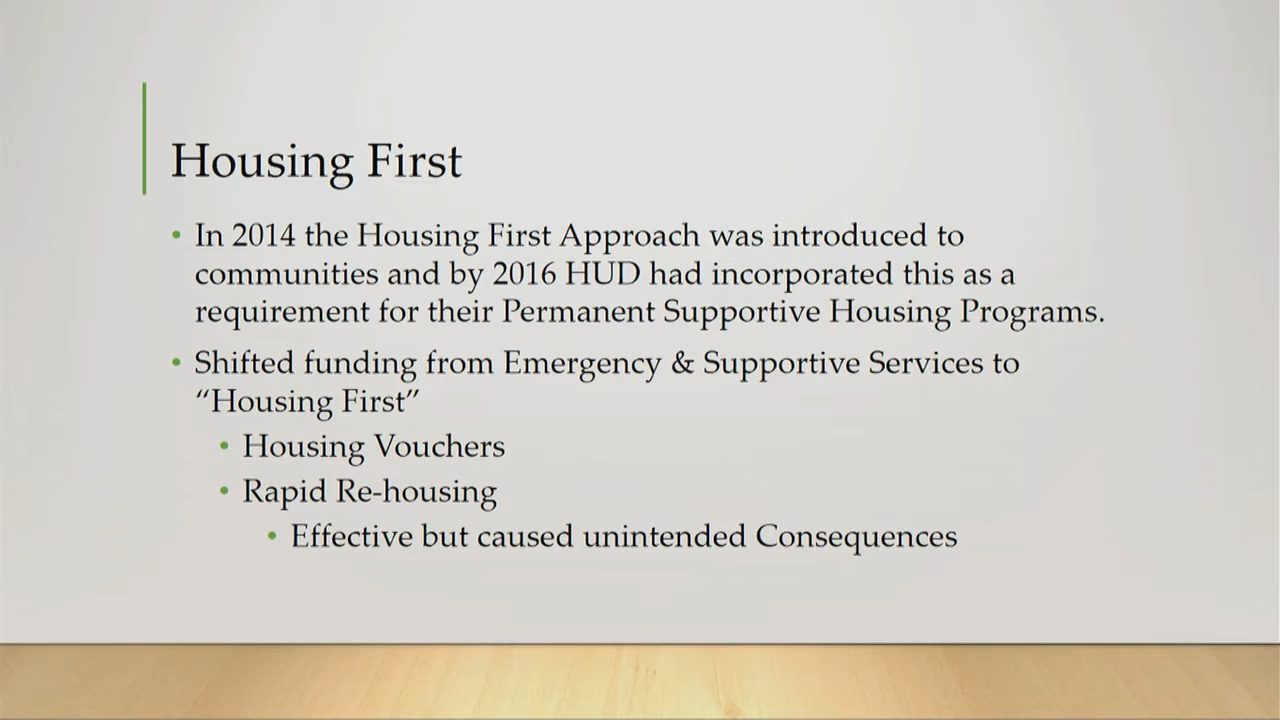 Housing First
• In 2014 the Housing First Approach was introduced to
communities and by 2016 HUD had incorporated this as a
requirement for their Permanent Supportive Housing Programs.
• Shifted funding from Emergency & Supportive Services to
“Housing First”
• Housing Vouchers
• Rapid Re-housing
• Effective but caused unintended Consequences